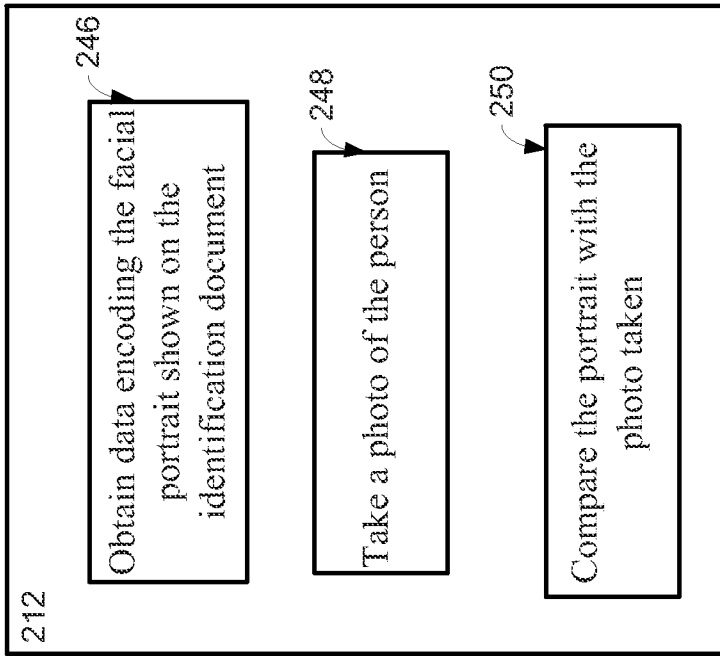 212
246
Obtain data encoding the facial
portrait shown on the
identification document
248
Take a photo of the person
250
Compare the portrait with the
photo taken